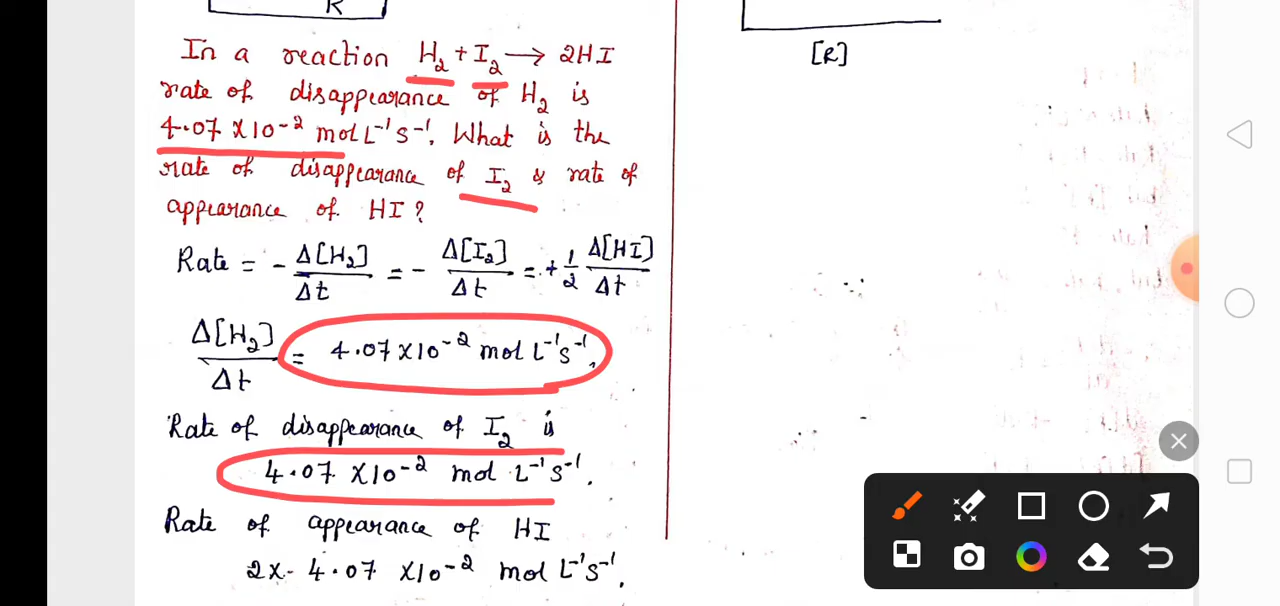 R
In a reaction H₂ + I₂ → 2HI
rate of disappearance of H₂ is
4.07 × 10⁻² mol L⁻¹ S⁻¹. What is the
rate of disappearance of I₂ & rate of
appearance of HI?
Rate = - Δ[H₂]/Δt = - Δ[I₂]/Δt = + 1/2 Δ[HI]/Δt
Δ[H₂]/Δt = 4.07 × 10⁻² mol L⁻¹ S⁻¹.
Rate of disappearance of I₂ is
4.07 × 10⁻² mol L⁻¹ S⁻¹.
Rate of appearance of HI
2x- 4.07 × 10⁻² mol L⁻¹ S⁻¹.
[R]